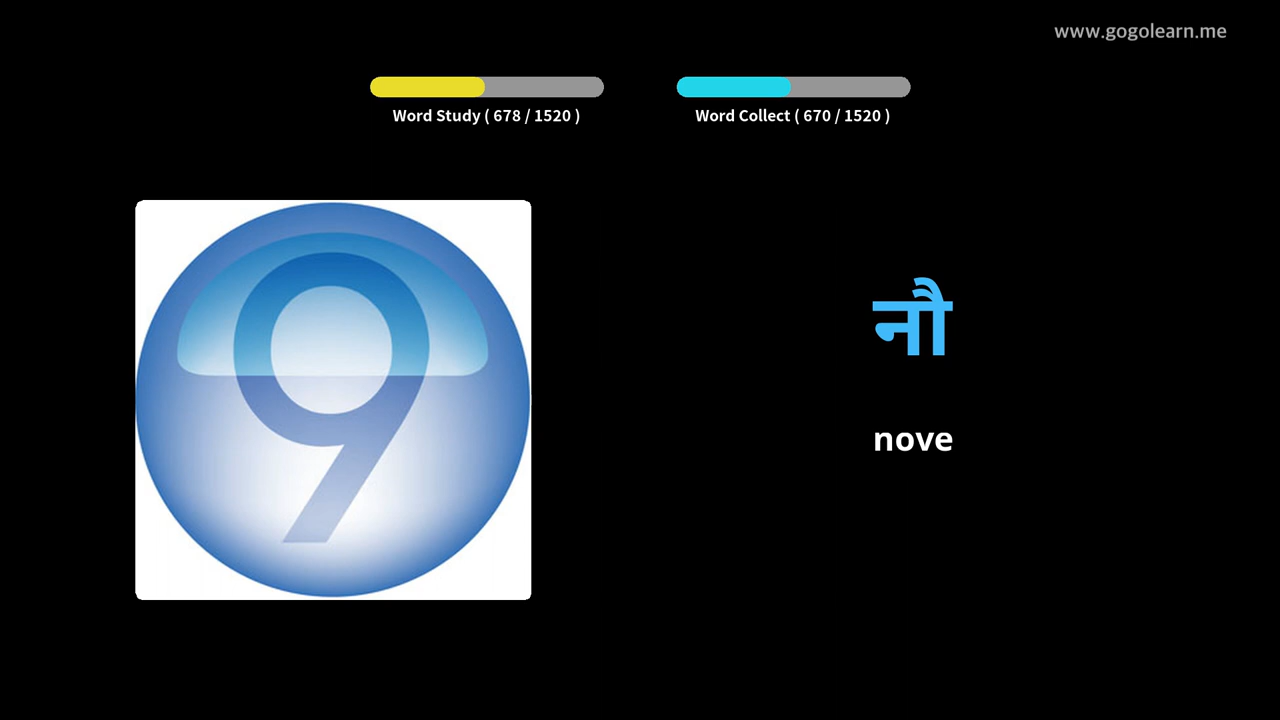 www.gogolearn.me
Word Study ( 678 / 1520 )
Word Collect ( 670 / 1520 )
9
नौ
nove